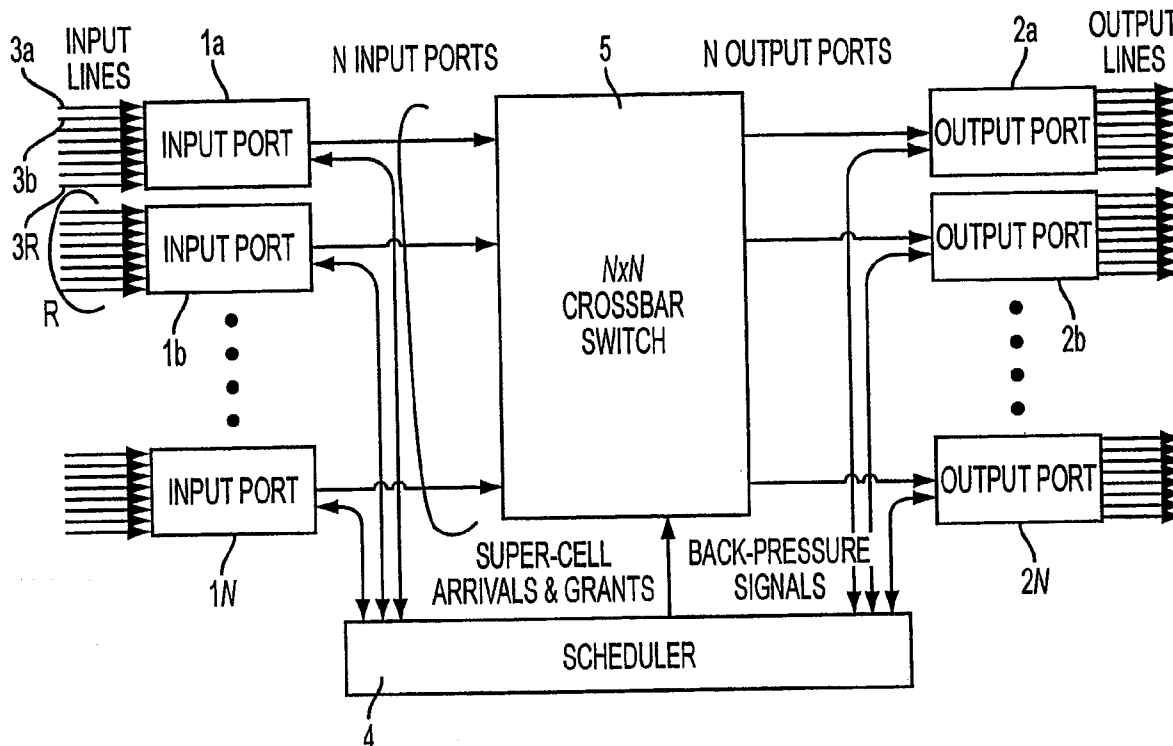 3a
INPUT
LINES
1a
N INPUT PORTS
5
N OUTPUT PORTS
2a
OUTPUT
LINES
INPUT PORT
OUTPUT PORT
3b
3R
R
INPUT PORT
OUTPUT PORT
1b
NxN
CROSSBAR
SWITCH
2b
INPUT PORT
OUTPUT PORT
1N
SUPER-CELL
ARRIVALS & GRANTS
BACK-PRESSURE
SIGNALS
2N
SCHEDULER
4